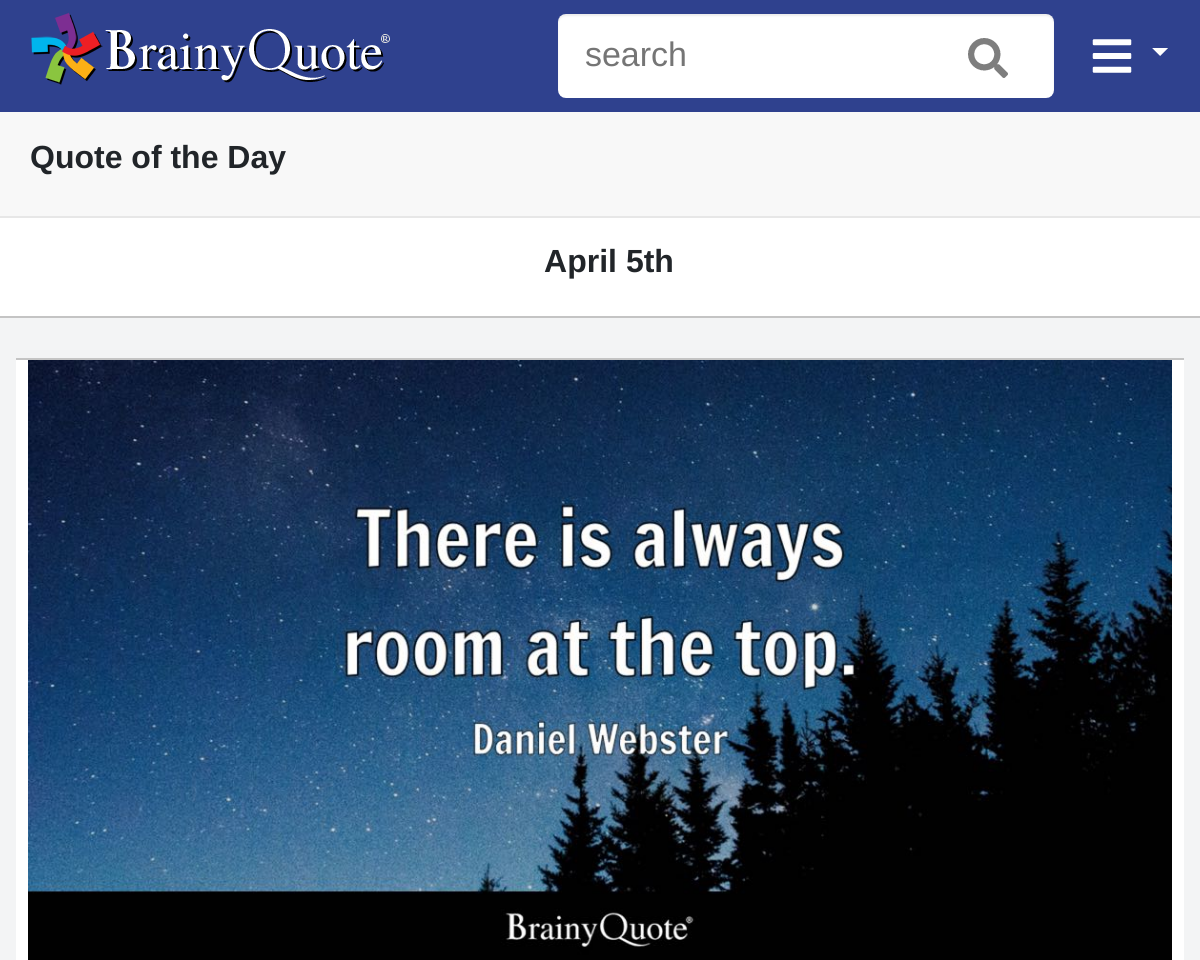 BrainyQuote®
search
Quote of the Day
April 5th
There is always
room at the top.
Daniel Webster
BrainyQuote®